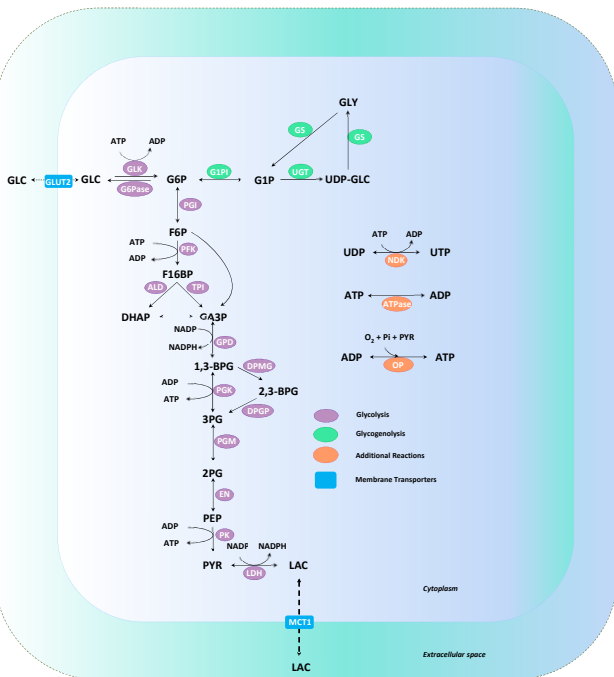 GLY
GS
GS
ATP
ADP
GLK
G6Pase
GLC
GLUT2
GLC
G6P
G1PI
G1P
UGT
UDP-GLC
PGI
F6P
ATP
ADP
PFK
F16BP
ALD
TPI
DHAP
GA3P
NADP
NADPH
GPD
1,3-BPG
DPMG
ADP
ATP
PGK
2,3-BPG
DPGP
3PG
PGM
2PG
EN
PEP
ADP
ATP
PK
NADP
NADPH
PYR
LDH
LAC
MCT1
LAC
ATP
ADP
UDP
NDK
UTP
ATP
ATPase
ADP
O2 + Pi + PYR
ADP
OP
ATP
Glycolysis
Glycogenolysis
Additional Reactions
Membrane Transporters
Cytoplasm
Extracellular space